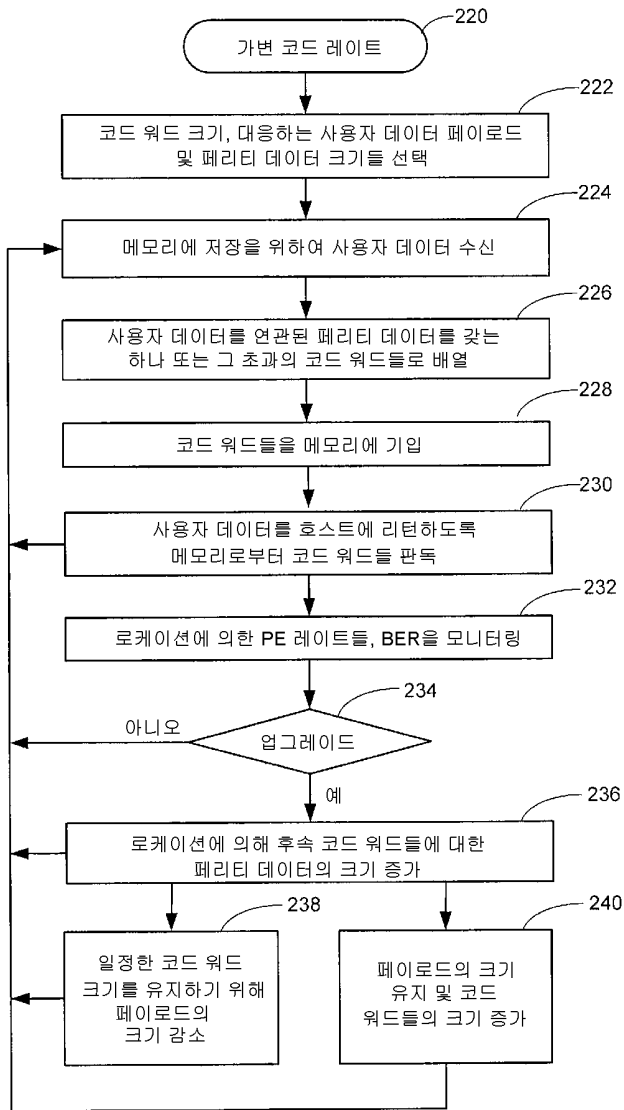 220
가변 코드 레이트
222
코드 워드 크기, 대응하는 사용자 데이터 페이로드
및 페리티 데이터 크기들 선택
224
메모리에 저장을 위하여 사용자 데이터 수신
226
사용자 데이터를 연관된 페리티 데이터를 갖는
하나 또는 그 초과의 코드 워드들로 배열
228
코드 워드들을 메모리에 기입
230
사용자 데이터를 호스트에 리턴하도록
메모리로부터 코드 워드들 판독
232
로케이션에 의한 PE 레이트들, BER을 모니터링
234
아니오
업그레이드
예
236
로케이션에 의해 후속 코드 워드들에 대한
페리티 데이터의 크기 증가
238
일정한 코드 워드
크기를 유지하기 위해
페이로드의
크기 감소
240
페이로드의 크기
유지 및 코드
워드들의 크기 증가